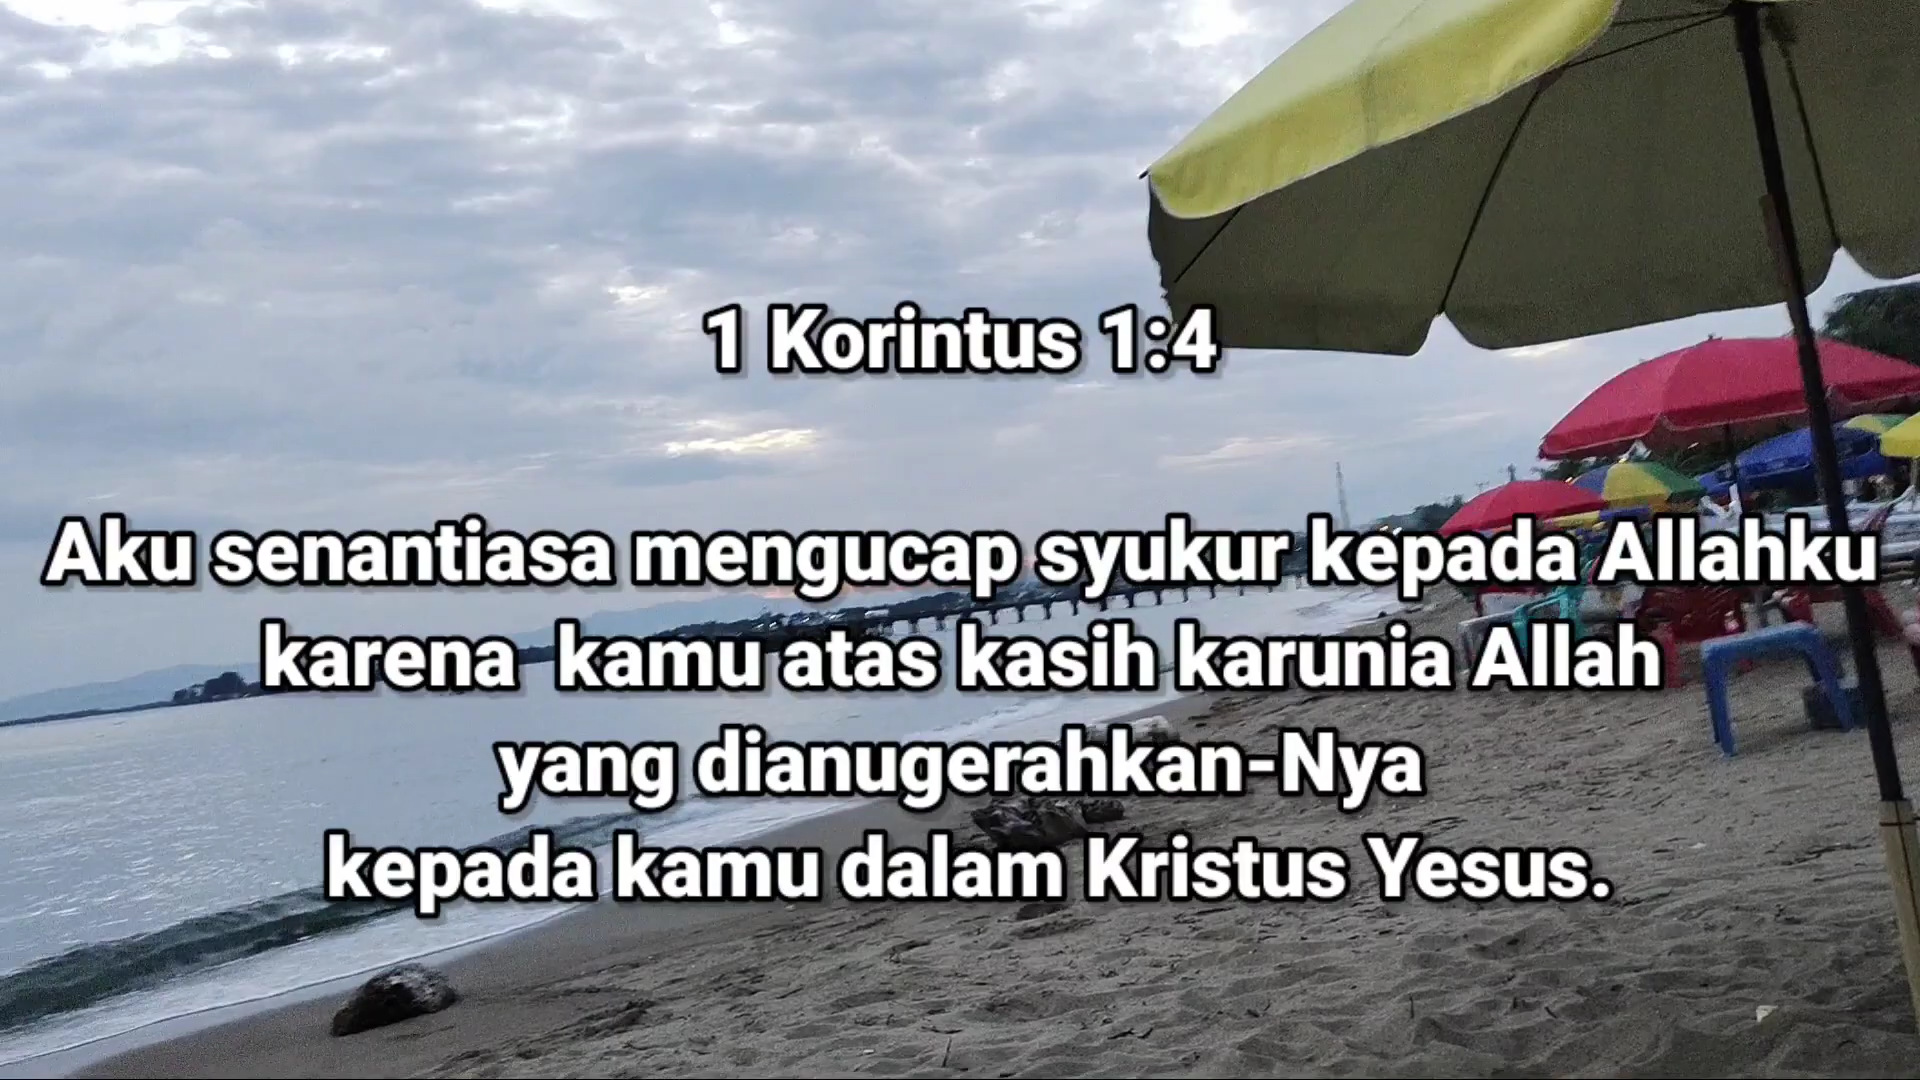 1 Korintus 1:4
Aku senantiasa mengucap syukur kepada Allahku
karena  kamu atas kasih karunia Allah
yang dianugerahkan-Nya
kepada kamu dalam Kristus Yesus.